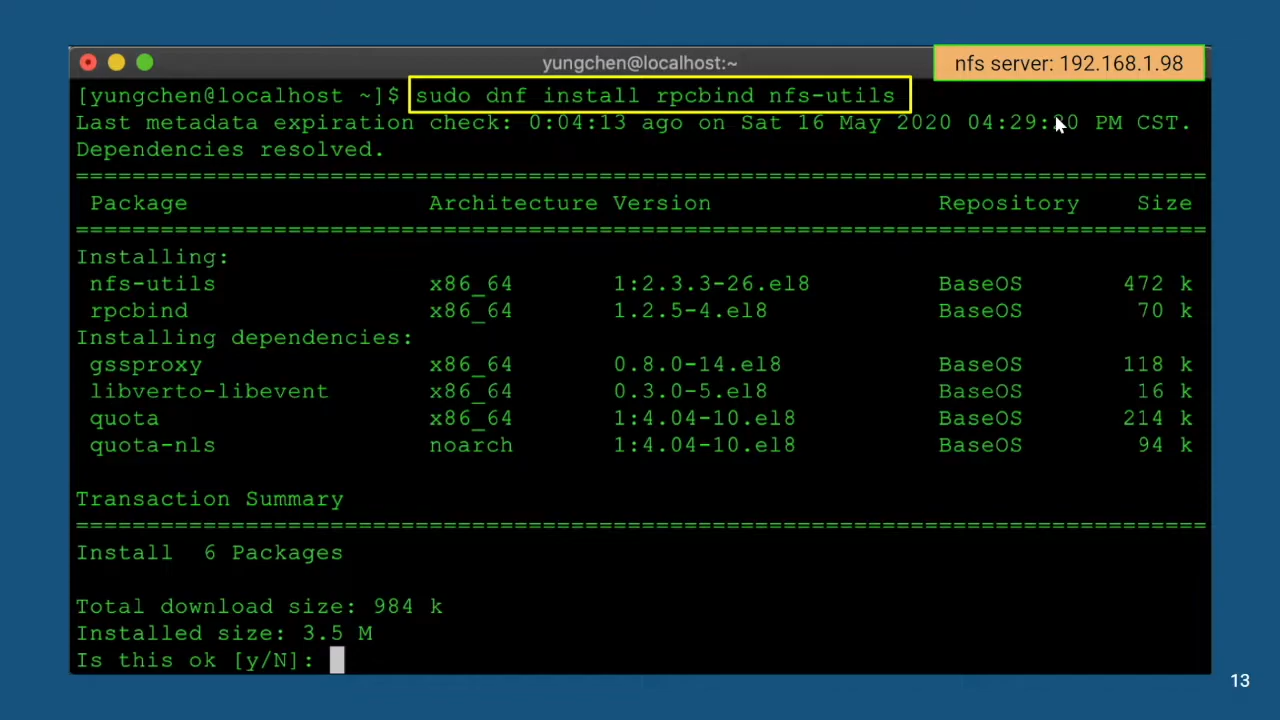 yungchen@localhost:~
nfs server: 192.168.1.98
[yungchen@localhost ~]$ sudo dnf install rpcbind nfs-utils
Last metadata expiration check: 0:04:13 ago on Sat 16 May 2020 PM CST.
Dependencies resolved.
================================================================================
Package Architecture Version Repository Size
================================================================================
Installing:
nfs-utils x86_64 1:2.3.3-26.el8 BaseOS 472 k
rpcbind x86_64 1.2.5-4.el8 BaseOS 70 k
Installing dependencies:
gssproxy x86_64 0.8.0-14.el8 BaseOS 118 k
libverto-libevent x86_64 0.3.0-5.el8 BaseOS 16 k
quota x86_64 1:4.04-10.el8 BaseOS 214 k
quota-nls noarch 1:4.04-10.el8 BaseOS 94 k
Transaction Summary
================================================================================
Install 6 Packages
Total download size: 984 k
Installed size: 3.5 M
Is this ok [y/N]:
13